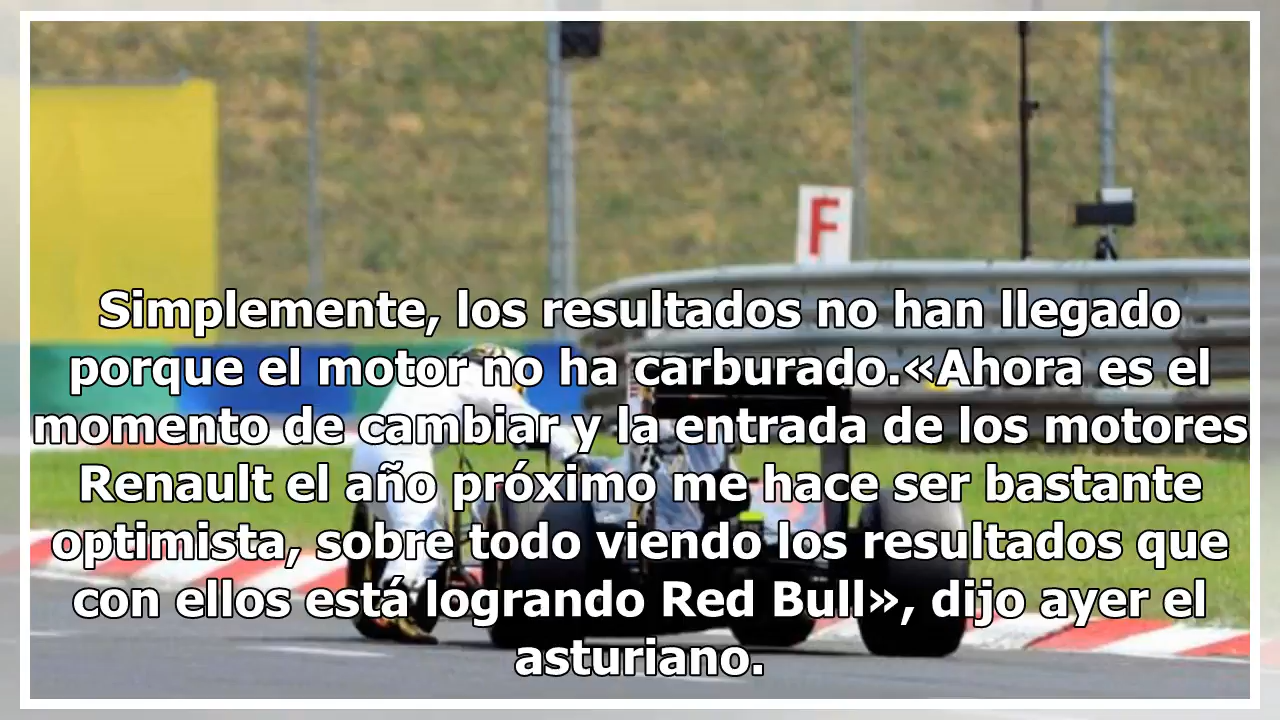 F
Simplemente, los resultados no han llegado
porque el motor no ha carburado.«Ahora es el
momento de cambiar y la entrada de los motores
Renault el año próximo me hace ser bastante
optimista, sobre todo viendo los resultados que
con ellos está logrando Red Bull», dijo ayer el
asturiano.